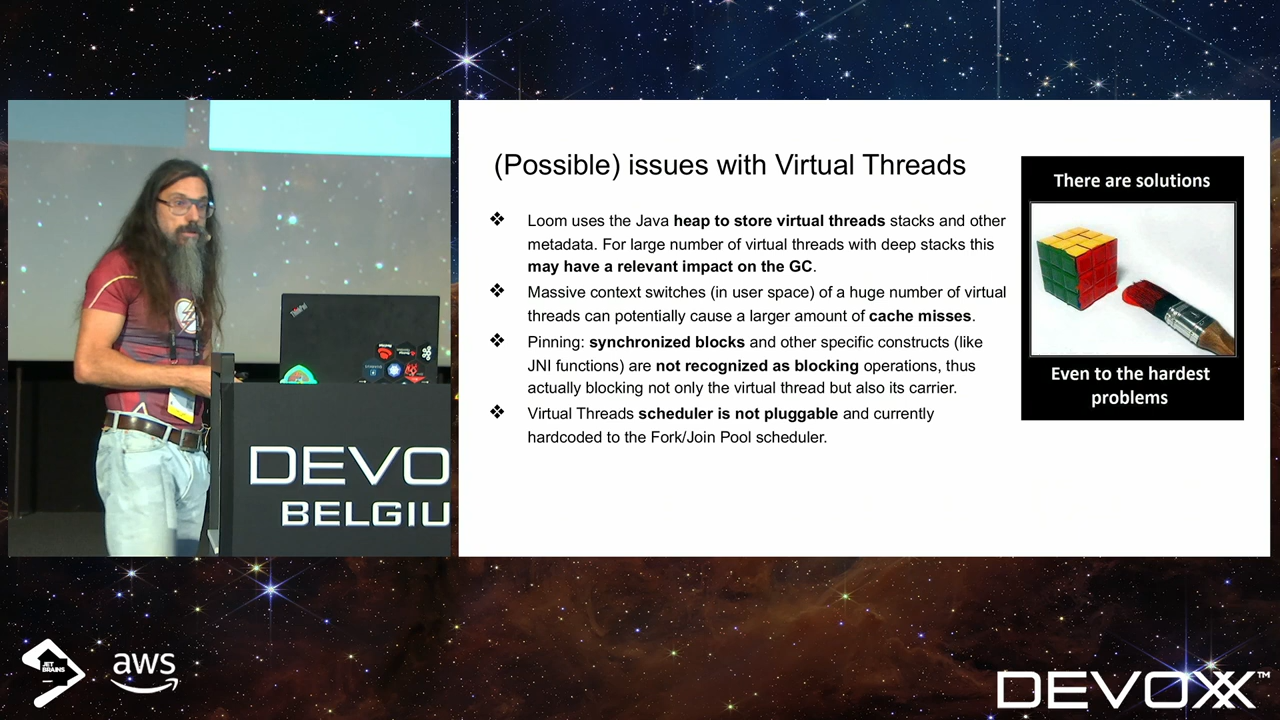 (Possible) issues with Virtual Threads
❖ Loom uses the Java heap to store virtual threads stacks and other
metadata. For large number of virtual threads with deep stacks this
may have a relevant impact on the GC.
❖ Massive context switches (in user space) of a huge number of virtual
threads can potentially cause a larger amount of cache misses.
❖ Pinning: synchronized blocks and other specific constructs (like
JNI functions) are not recognized as blocking operations, thus
actually blocking not only the virtual thread but also its carrier.
❖ Virtual Threads scheduler is not pluggable and currently
hardcoded to the Fork/Join Pool scheduler.
There are solutions
Even to the hardest
problems
ThinkPad
DEVO
BELGIU
JET
BRAINS
aws
DEVOXX™